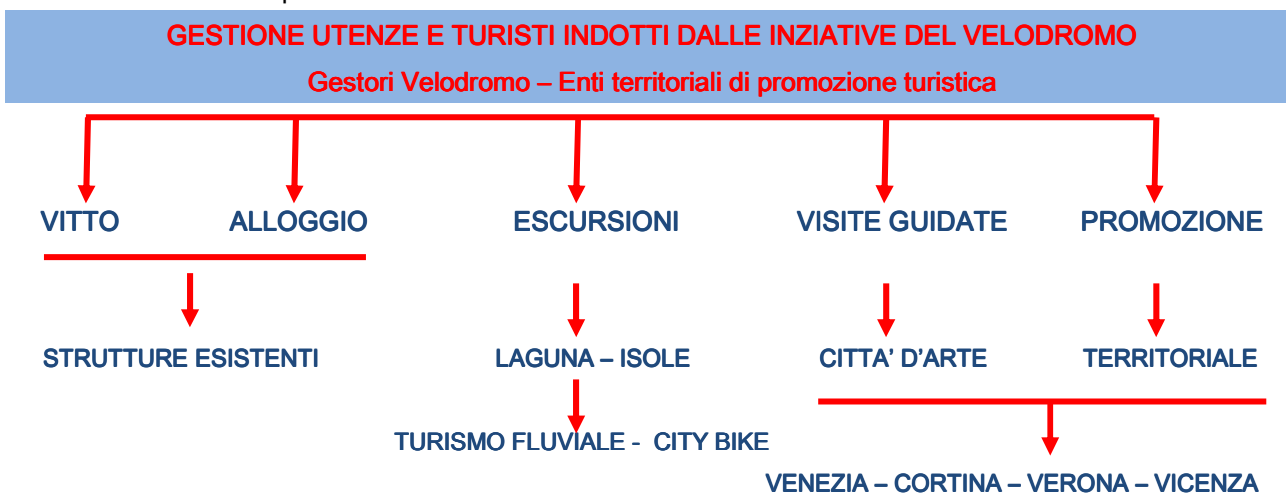 GESTIONE UTENZE E TURISTI INDOTTI DALLE INZIATIVE DEL VELODROMO
Gestori Velodromo – Enti territoriali di promozione turistica
VITTO ALLOGGIO ESCURSIONI VISITE GUIDATE PROMOZIONE
STRUTTURE ESISTENTI LAGUNA – ISOLE CITTA' D'ARTE TERRITORIALE
TURISMO FLUVIALE - CITY BIKE
VENEZIA – CORTINA – VERONA – VICENZA